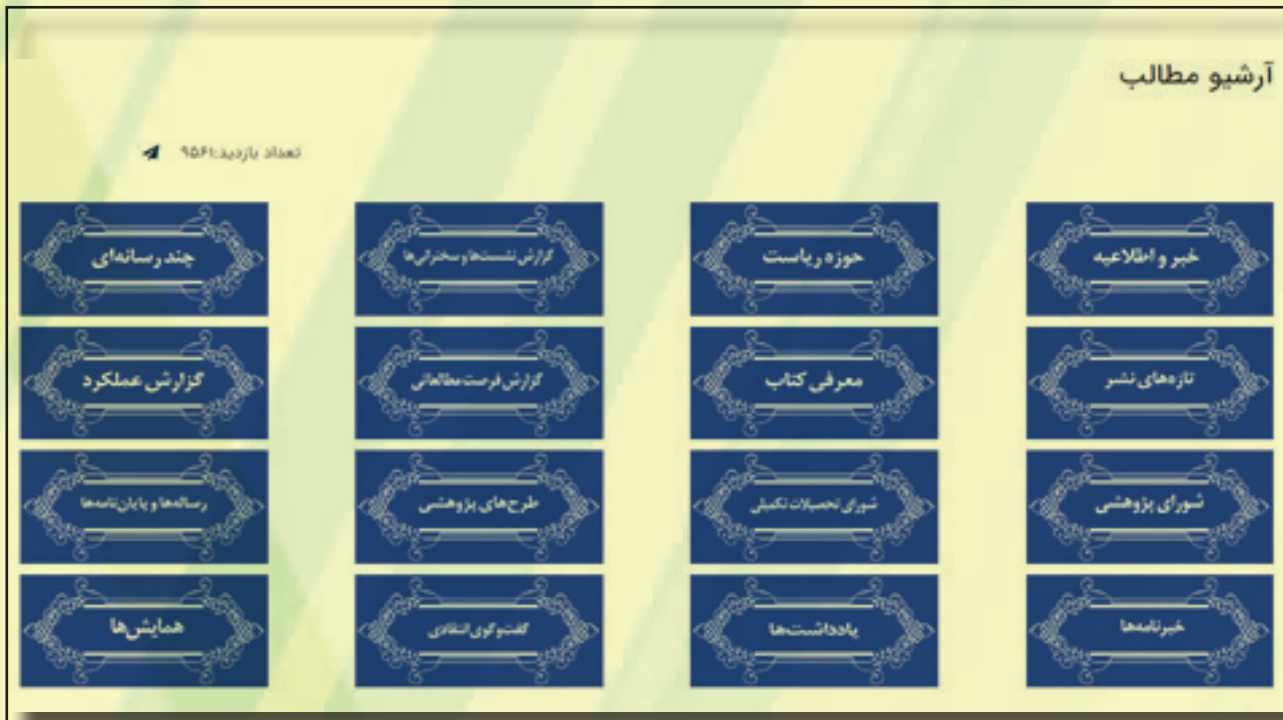 آرشیو مطالب
تعداد بازدید:۹۵۶۱
خبر و اطلاعیه
حوزه ریاست
گزارش نشست‌ها و سخنرانی‌ها
چند رسانه‌ای
تازه‌های نشر
معرفی کتاب
گزارش فرصت مطالعاتی
گزارش عملکرد
شورای پژوهشی
شورای تحصیلات تکمیلی
طرح‌های پژوهشی
رساله‌ها و پایان‌نامه‌ها
خبرنامه‌ها
یادداشت‌ها
گفت‌وگوی انتقادی
همایش‌ها